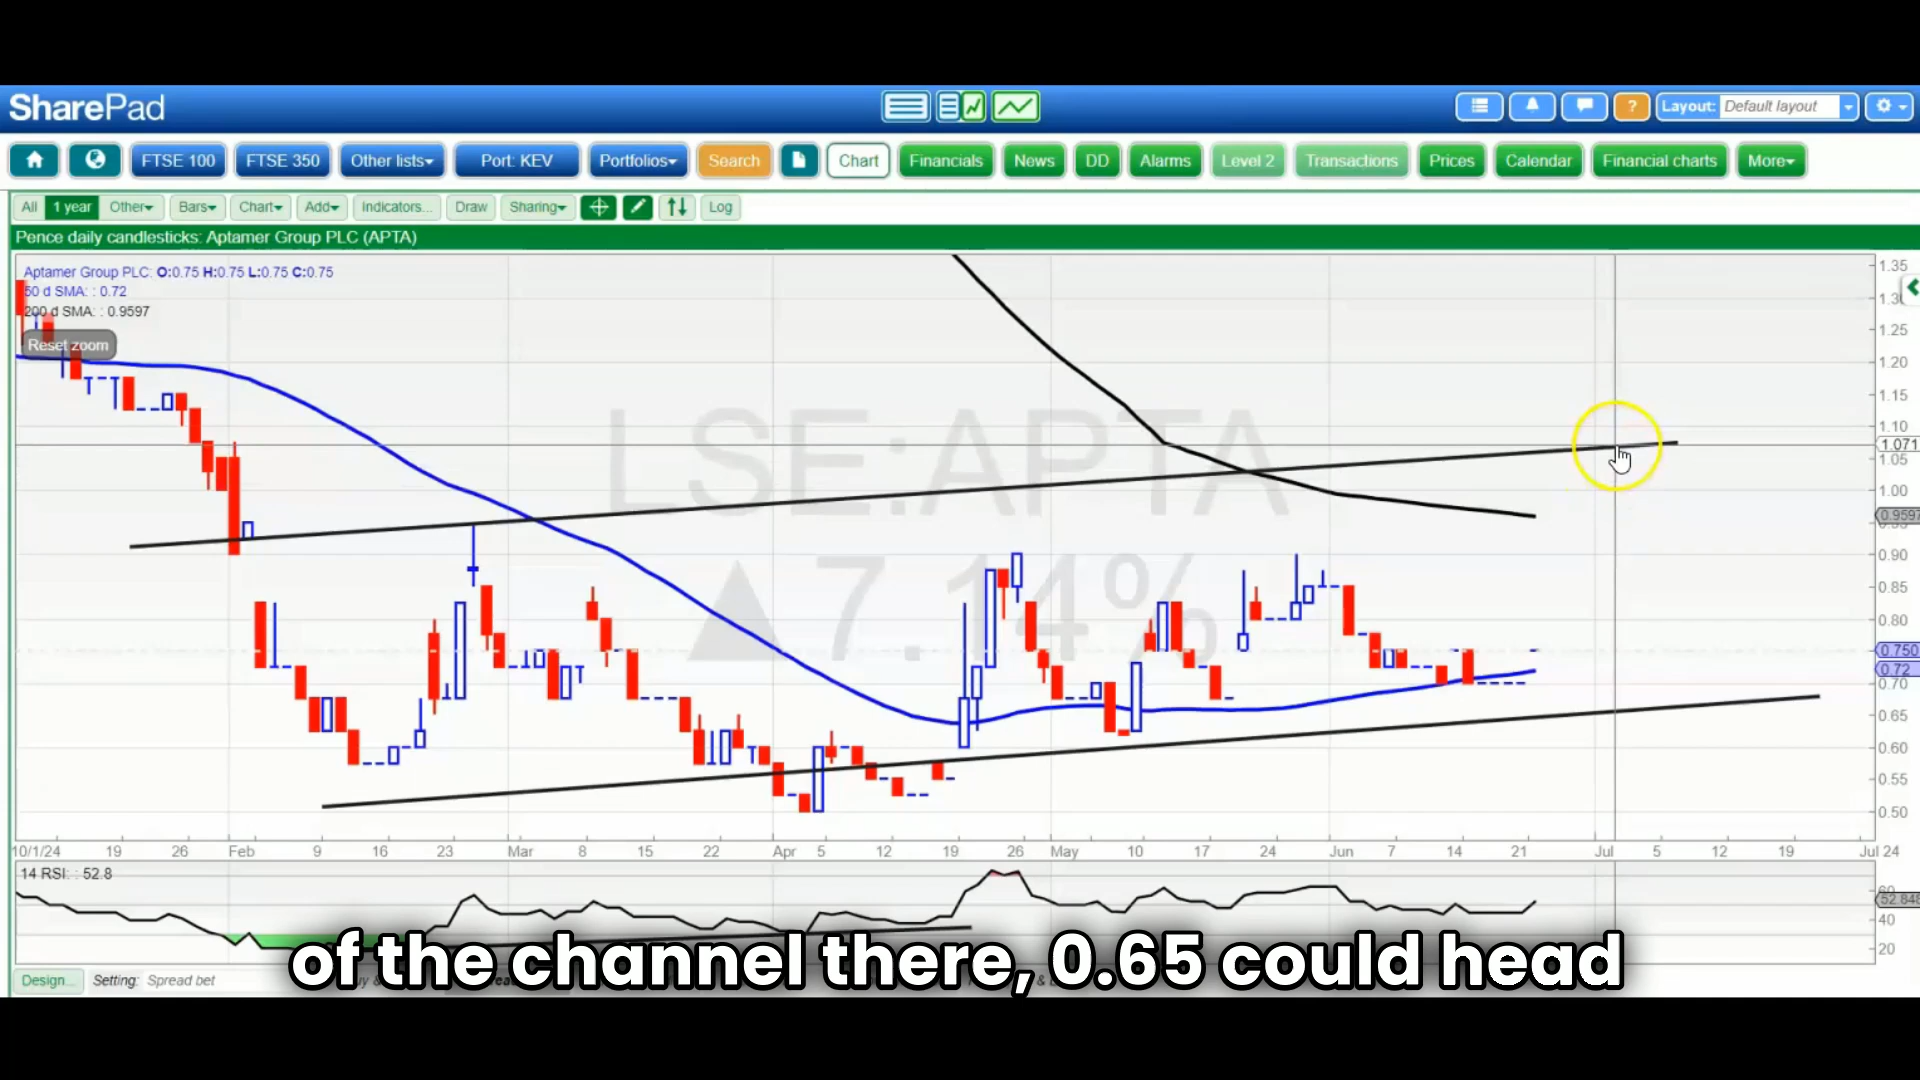 SharePad
Layout: Default layout
FTSE 100 FTSE 350 Other lists Port: KEV Portfolios Search Chart Financials News DD Alarms Level 2 Transactions Prices Calendar Financial charts More
All 1 year Other Bars Chart Add Indicators... Draw Sharing Log
Pence daily candlesticks: Aptamer Group PLC (APTA)
Aptamer Group PLC: O:0.75 H:0.75 L:0.75 C:0.75
50 d SMA: : 0.72
200 d SMA: : 0.9597
Reset zoom
LSE:APTA
▲7.14%
1.35
1.30
1.25
1.20
1.15
1.10
1.071
1.05
1.00
0.9597
0.90
0.85
0.80
0.750
0.72
0.70
0.65
0.60
0.55
0.50
10/1/24 19 26 Feb 9 16 23 Mar 8 15 22 Apr 5 12 19 26 May 10 17 24 Jun 7 14 21 Jul 5 12 19 Jul 24
14 RSI: : 52.8
60
52.848
40
20
of the channel there, 0.65 could head
Design... Setting: Spread bet